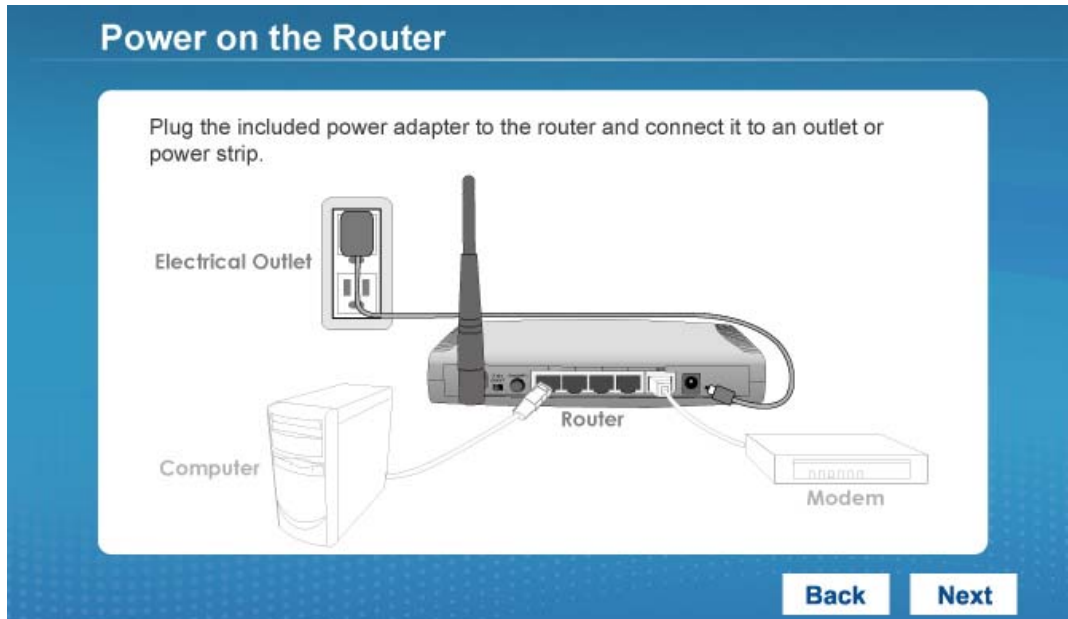 Power on the Router
Plug the included power adapter to the router and connect it to an outlet or
power strip.
Electrical Outlet
Router
Computer
Modem
Back
Next